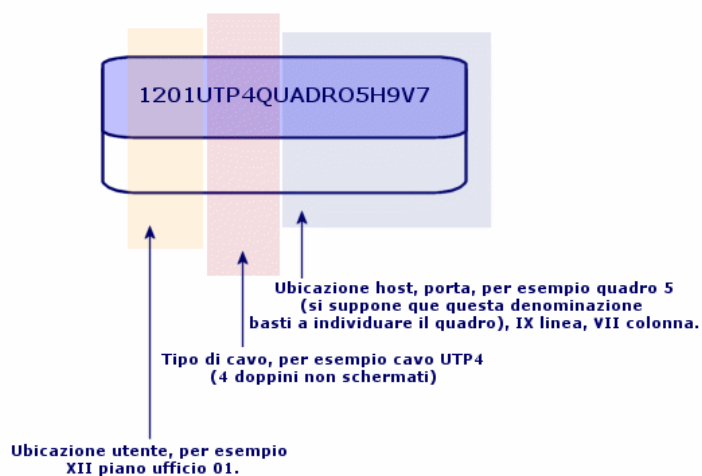 1201UTP4QUADRO5H9V7
Ubicazione host, porta, per esempio quadro 5
(si suppone que questa denominazione
basti a individuare il quadro), IX linea, VII colonna.
Tipo di cavo, per esempio cavo UTP4
(4 doppini non schermati)
Ubicazione utente, per esempio
XII piano ufficio 01.